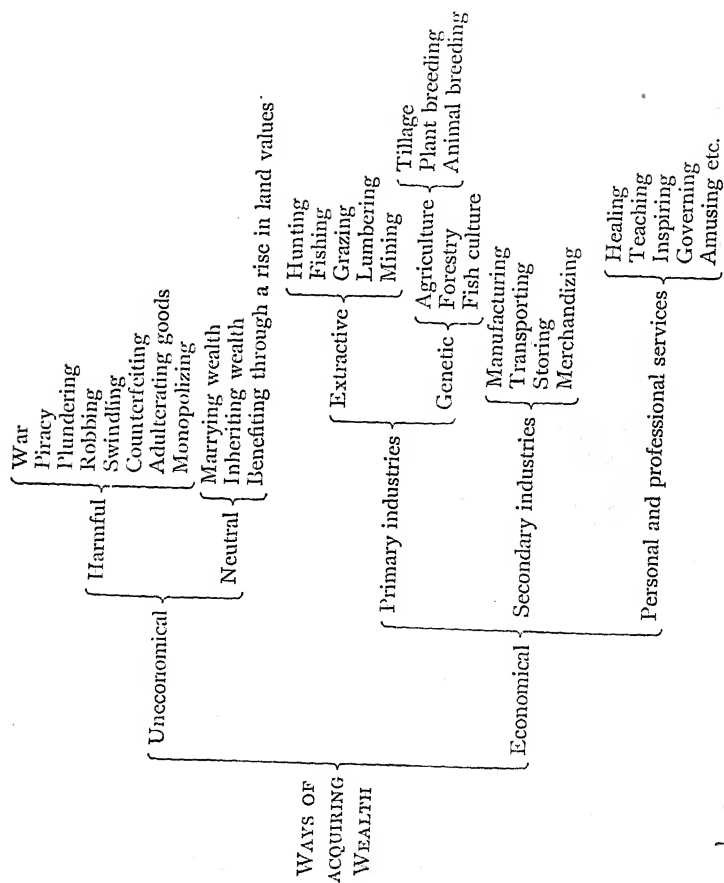 WAYS OF
ACQUIRING
WEALTH
Uneconomical
Harmful
War
Piracy
Plundering
Robbing
Swindling
Counterfeiting
Adulterating goods
Monopolizing
Neutral
Marrying wealth
Inheriting wealth
Benefiting through a rise in land values
Economical
Primary industries
Extractive
Hunting
Fishing
Grazing
Lumbering
Mining
Genetic
Agriculture
Tillage
Plant breeding
Animal breeding
Forestry
Fish culture
Secondary industries
Manufacturing
Transporting
Storing
Merchandizing
Personal and professional services
Healing
Teaching
Inspiring
Governing
Amusing etc.